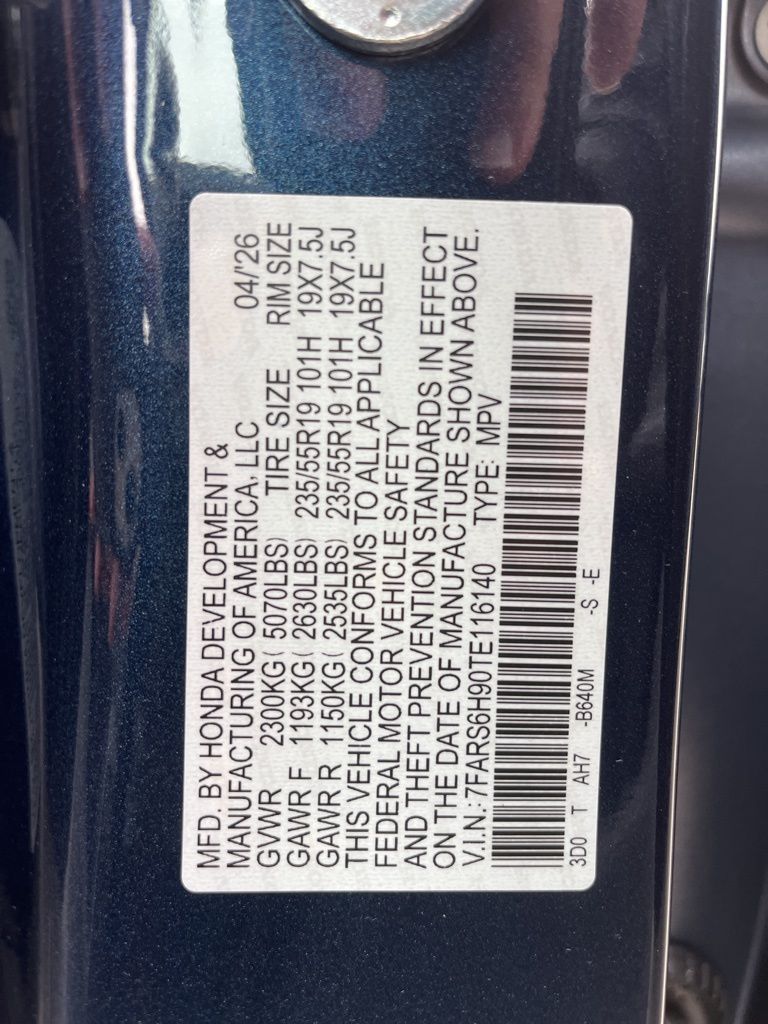 MFD. BY HONDA DEVELOPMENT &
MANUFACTURING OF AMERICA, LLC 04/'26
GVWR 2300KG( 5070LBS) TIRE SIZE RIM SIZE
GAWR F 1193KG( 2630LBS) 235/55R19 101H 19X7.5J
GAWR R 1150KG( 2535LBS) 235/55R19 101H 19X7.5J
THIS VEHICLE CONFORMS TO ALL APPLICABLE
FEDERAL MOTOR VEHICLE SAFETY
AND THEFT PREVENTION STANDARDS IN EFFECT
ON THE DATE OF MANUFACTURE SHOWN ABOVE.
V.I.N.: 7FARS6H90TE116140 TYPE: MPV
3D0 T AH7 -B640M -S -E